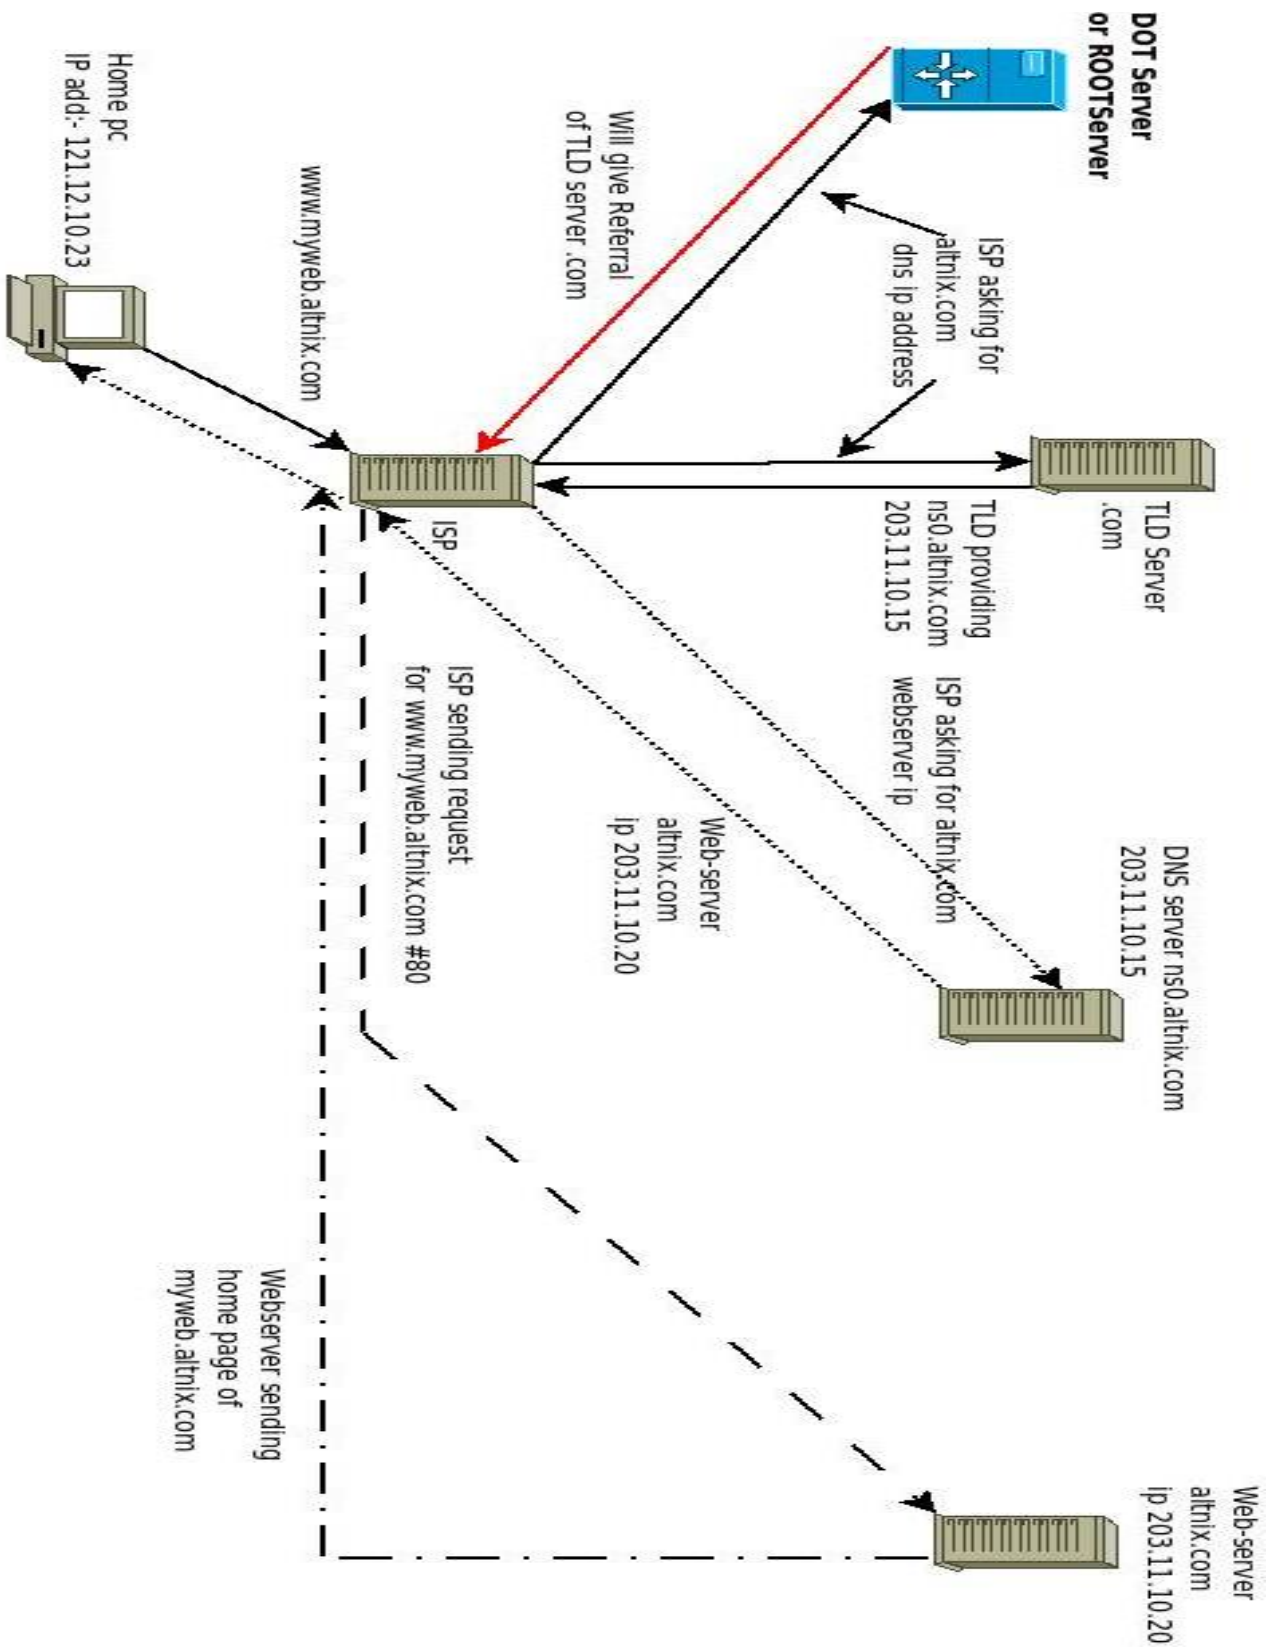 DOT Server
or ROOTServer
ISP asking for
altnix.com
dns ip address
Will give Referral
of TLD server .com
www.myweb.altnix.com
Home pc
IP add:- 121.12.10.23
TLD Server
.com
TLD providing
ns0.altnix.com
203.11.10.15
ISP
ISP asking for altnix.com
webserver ip
DNS server ns0.altnix.com
203.11.10.15
Web-server
altnix.com
ip 203.11.10.20
ISP sending request
for www.myweb.altnix.com #80
Webserver sending
home page of
myweb.altnix.com
Web-server
altnix.com
ip 203.11.10.20